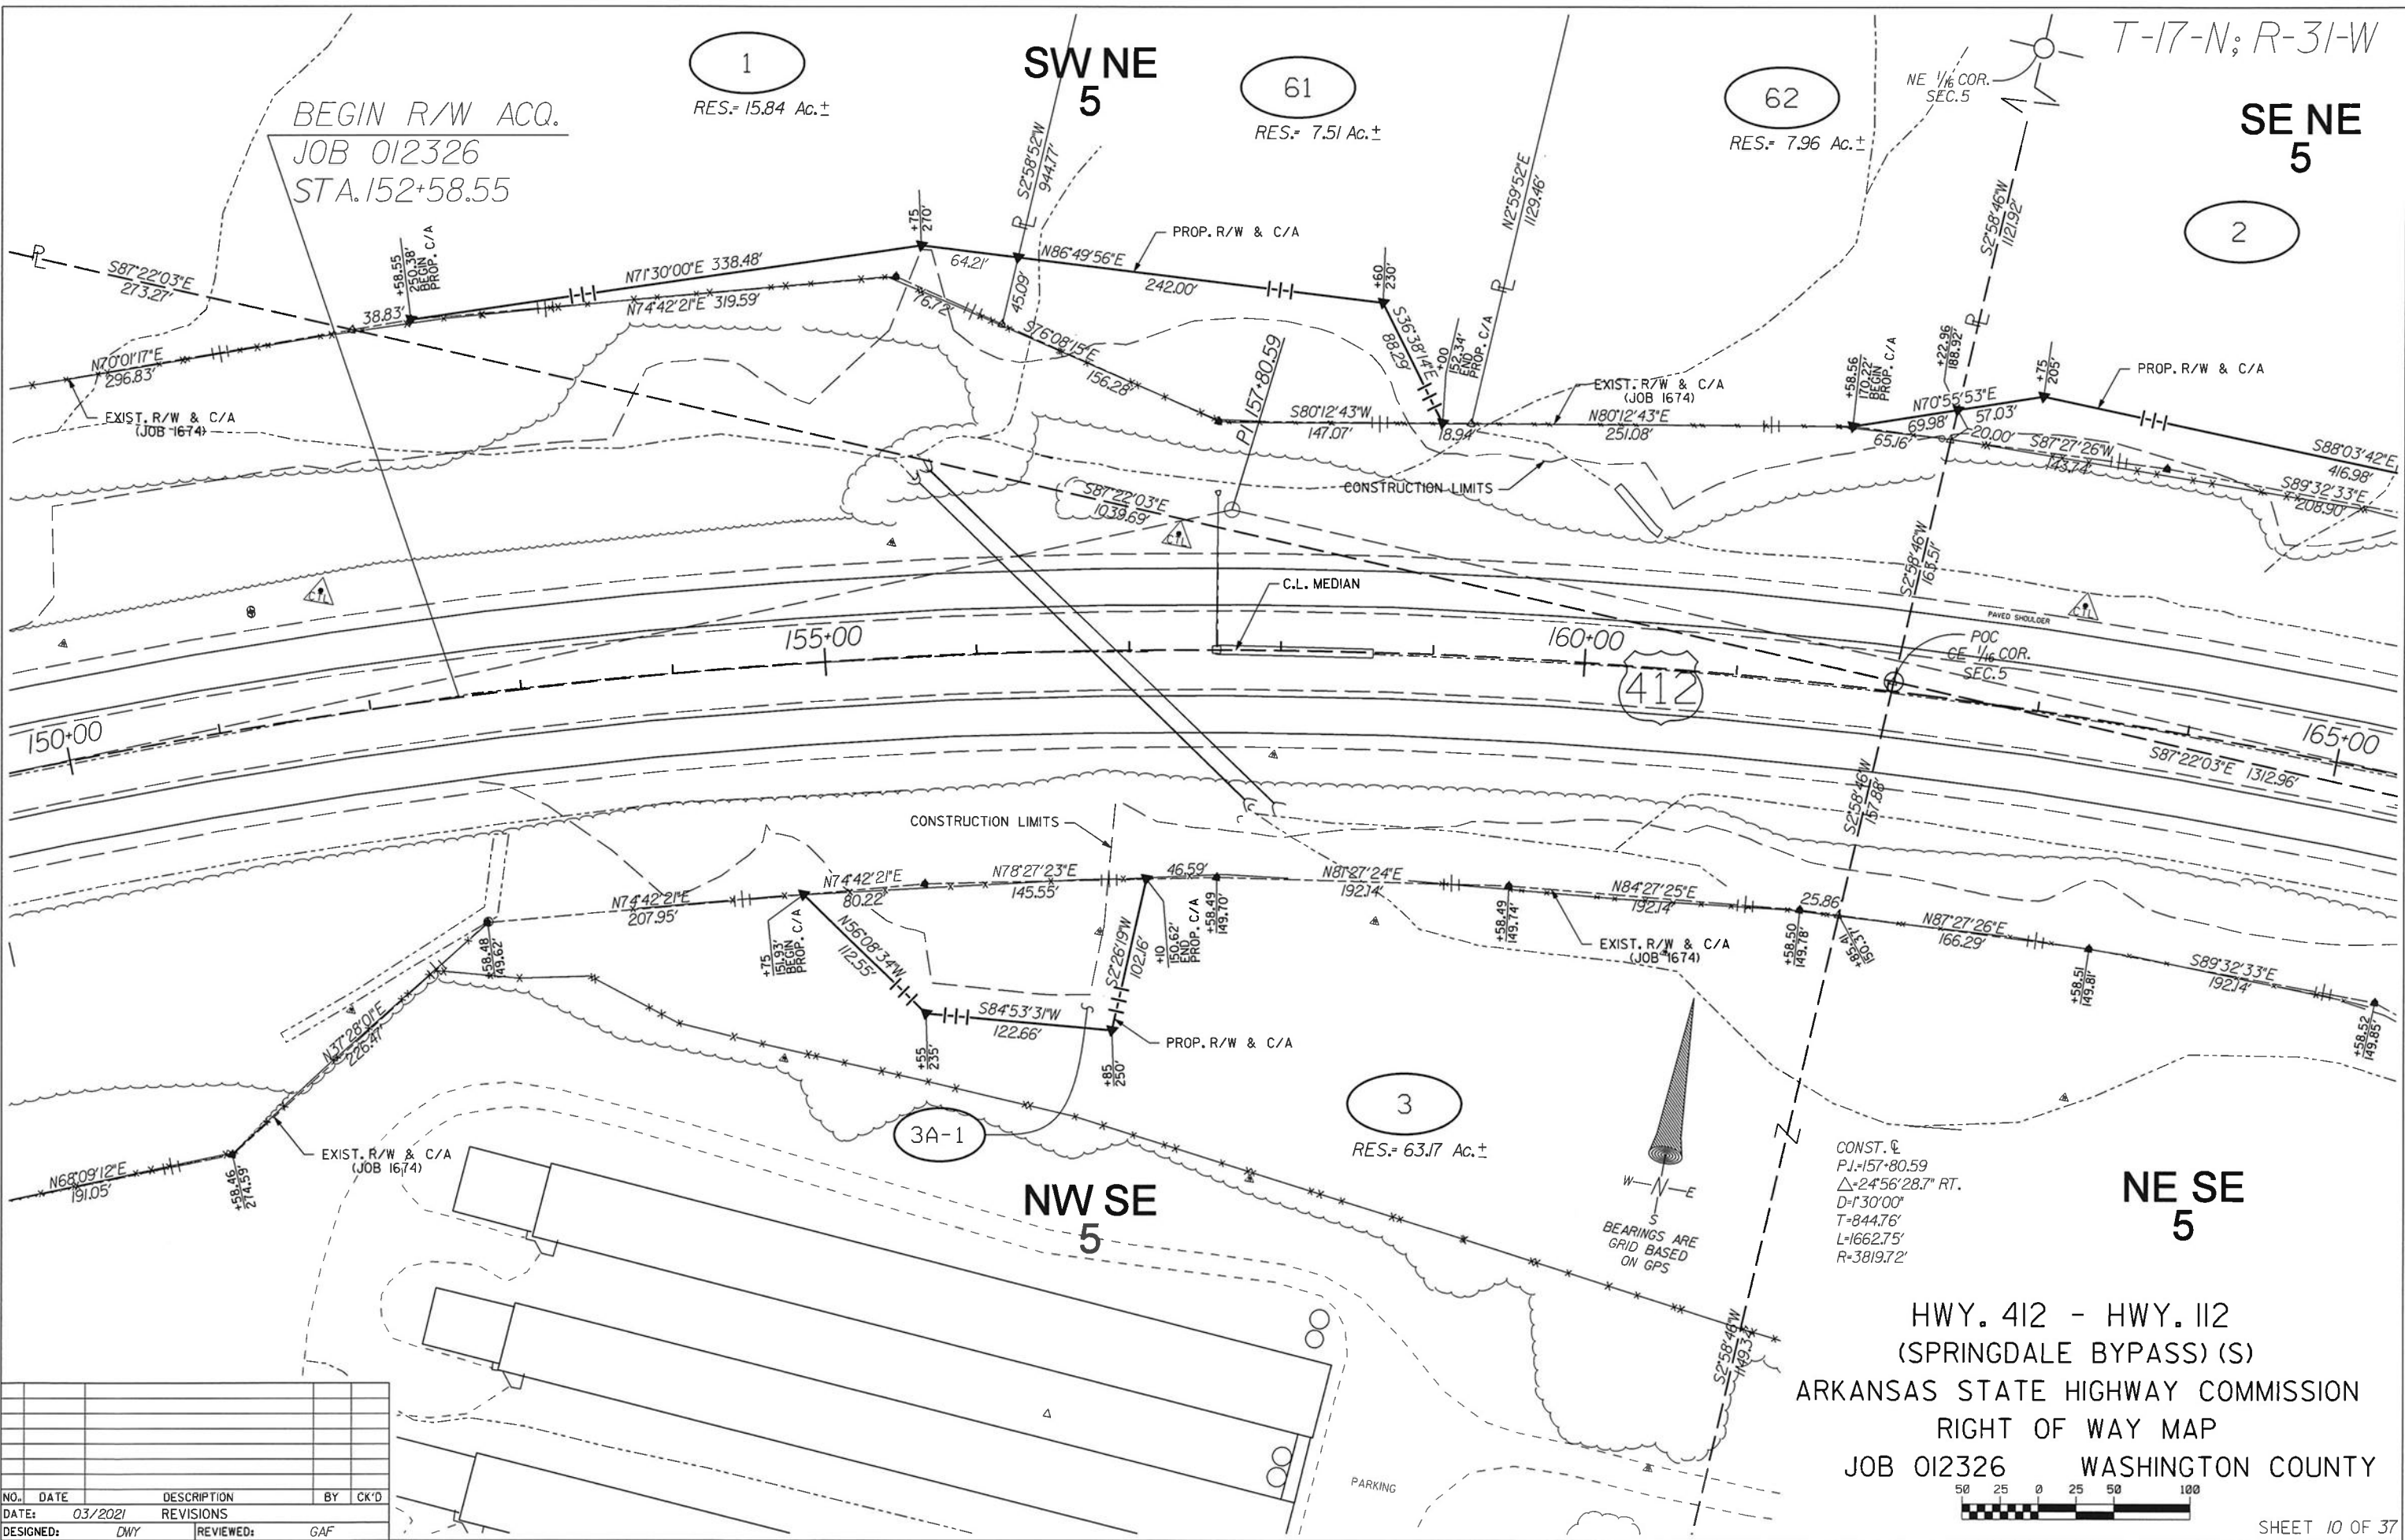 T-17-N; R-31-W
1
RES.= 15.84 Ac.±
SW NE
5
61
RES.= 7.51 Ac.±
62
RES.= 7.96 Ac.±
NE 1/16 COR.
SEC.5
SE NE
5
2
BEGIN R/W ACQ.
JOB 012326
STA.152+58.55
S2°58'52"W
944.77'
N2°59'52"E
1129.46'
S2°58'46"W
1121.92'
PL
S87°22'03"E
273.27'
38.83'
+58.55
250.38'
BEGIN
PROP. C/A
N71°30'00"E 338.48'
N74°42'21"E 319.59'
+75
270'
64.21'
PL
N86°49'56"E
242.00'
PROP. R/W & C/A
+60
230'
PL
PL
76.72'
45.09'
S76°08'15"E
156.28'
S36°38'14"E
88.29'
+00
152.34'
END
PROP. C/A
PI 157+80.59
N70°01'17"E
296.83'
EXIST. R/W & C/A
(JOB 1674)
S80°12'43"W
147.07'
18.94'
EXIST. R/W & C/A
(JOB 1674)
N80°12'43"E
251.08'
+58.56
170.22'
BEGIN
PROP. C/A
+22.96
188.92'
+75
205'
PROP. R/W & C/A
N70°55'53"E
69.98'
57.03'
65.16'
20.00'
S87°27'26"W
143.74'
S88°03'42"E
416.98'
S89°32'33"E
208.90'
CONSTRUCTION LIMITS
S87°22'03"E
1039.69'
CTL
CTL
CTL
S2°58'46"W
163.51'
C.L. MEDIAN
PAVED SHOULDER
POC
CE 1/16 COR.
SEC.5
150+00
155+00
160+00
165+00
412
S87°22'03"E 1312.96'
S2°58'46"W
157.88'
CONSTRUCTION LIMITS
N74°42'21"E
207.95'
N74°42'21"E
80.22'
N78°27'23"E
145.55'
46.59'
N81°27'24"E
192.14'
N84°27'25"E
192.14'
25.86'
N87°27'26"E
166.29'
S89°32'33"E
192.14'
+58.48
149.62'
+75
151.93'
BEGIN
PROP. C/A
N56°08'34"W
112.55'
S2°26'19"W
102.16'
+10
150.62'
END
PROP. C/A
+58.49
149.70'
+58.49
149.74'
EXIST. R/W & C/A
(JOB 1674)
+58.50
149.78'
+85.41
150.37'
+58.51
149.81'
+58.52
149.85'
S84°53'31"W
122.66'
PROP. R/W & C/A
+55
235'
+85
250'
N37°28'01"E
226.47'
EXIST. R/W & C/A
(JOB 1674)
N68°09'12"E
191.05'
+58.46
274.59'
3A-1
3
RES.= 63.17 Ac.±
NW SE
5
W N E
S
BEARINGS ARE
GRID BASED
ON GPS
CONST. CL
P.I.=157+80.59
△=24°56'28.7" RT.
D=1°30'00"
T=844.76'
L=1662.75'
R=3819.72'
NE SE
5
S2°58'46"W
1149.32'
PARKING
HWY. 412 - HWY. 112
(SPRINGDALE BYPASS) (S)
ARKANSAS STATE HIGHWAY COMMISSION
RIGHT OF WAY MAP
JOB 012326 WASHINGTON COUNTY
50 25 0 25 50 100
SHEET 10 OF 37
NO. DATE DESCRIPTION BY CK'D
DATE: 03/2021 REVISIONS
DESIGNED: DWY REVIEWED: GAF